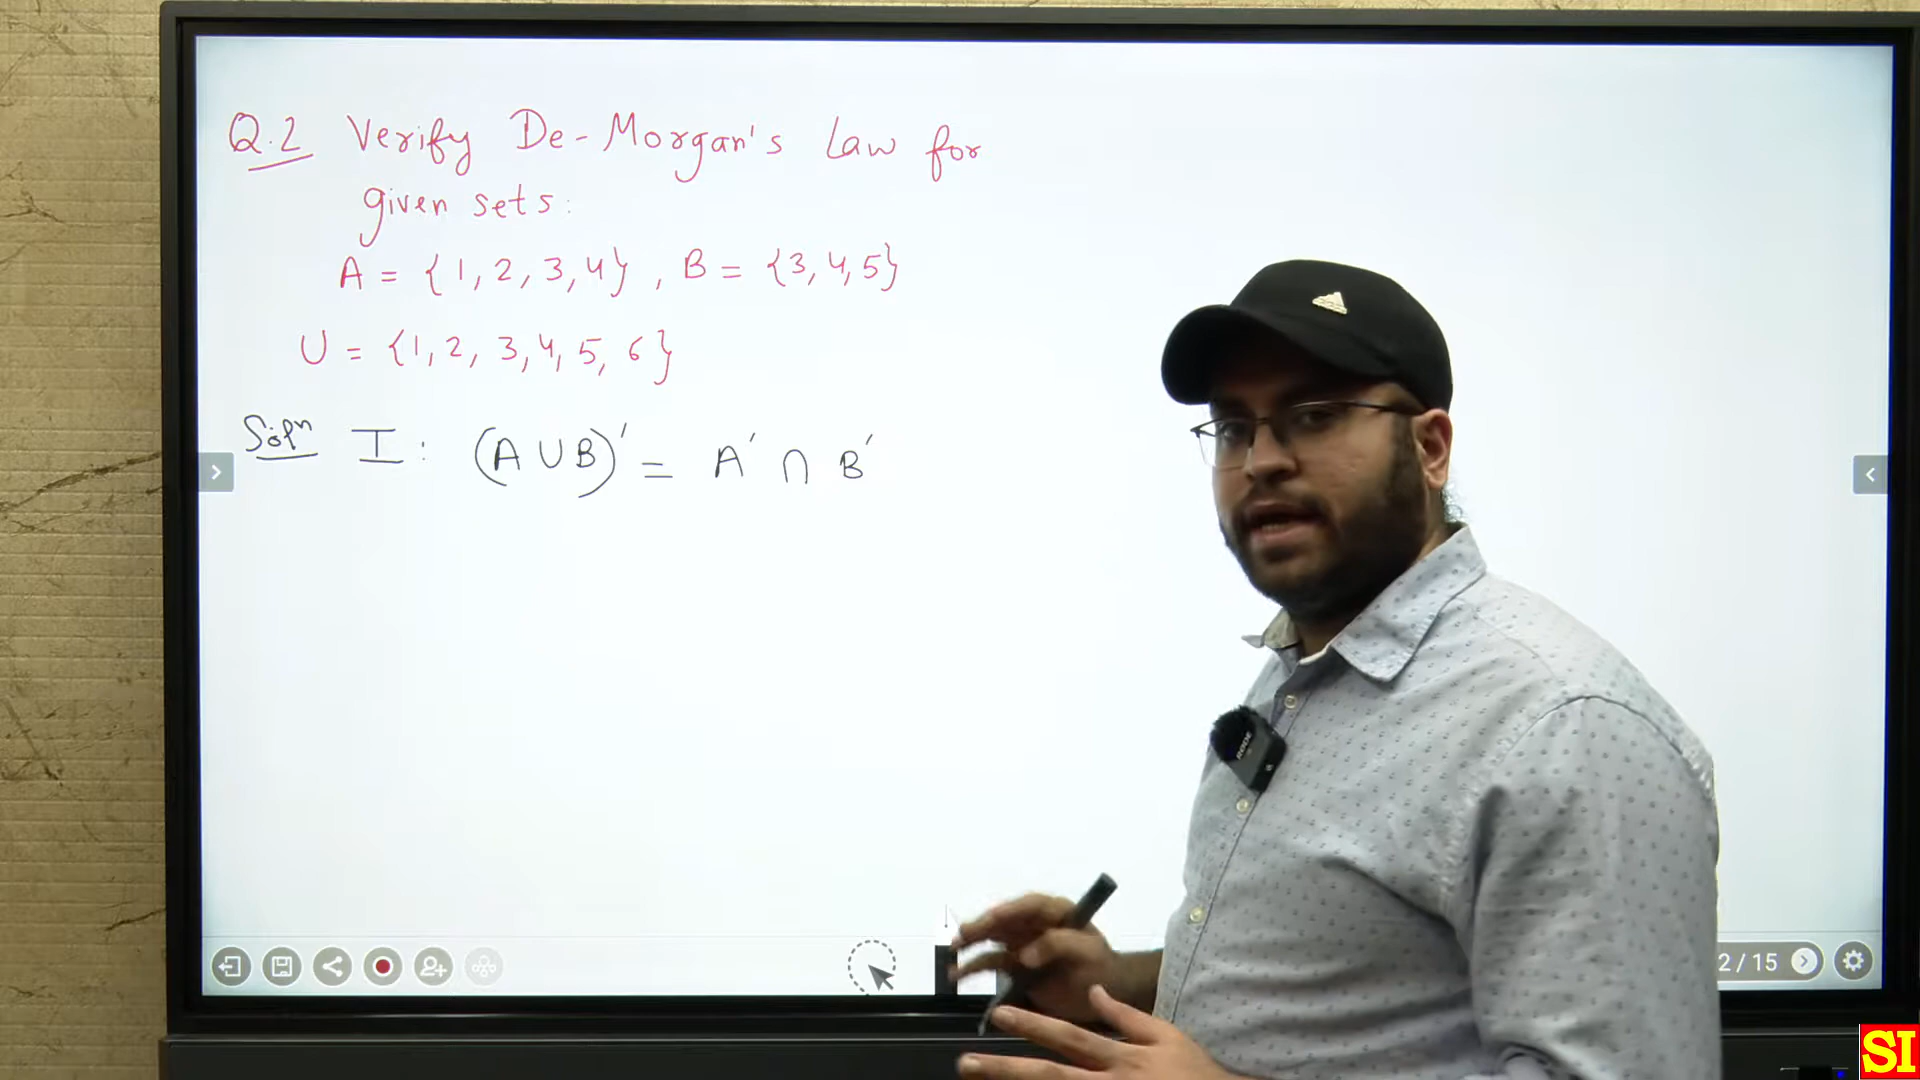 Q.2 Verify De-Morgan's Law for
given sets:
A = {1, 2, 3, 4} , B = {3, 4, 5}
U = {1, 2, 3, 4, 5, 6}
Solⁿ I : (A ∪ B)′ = A′ ∩ B′
RØDE
2 / 15
SI